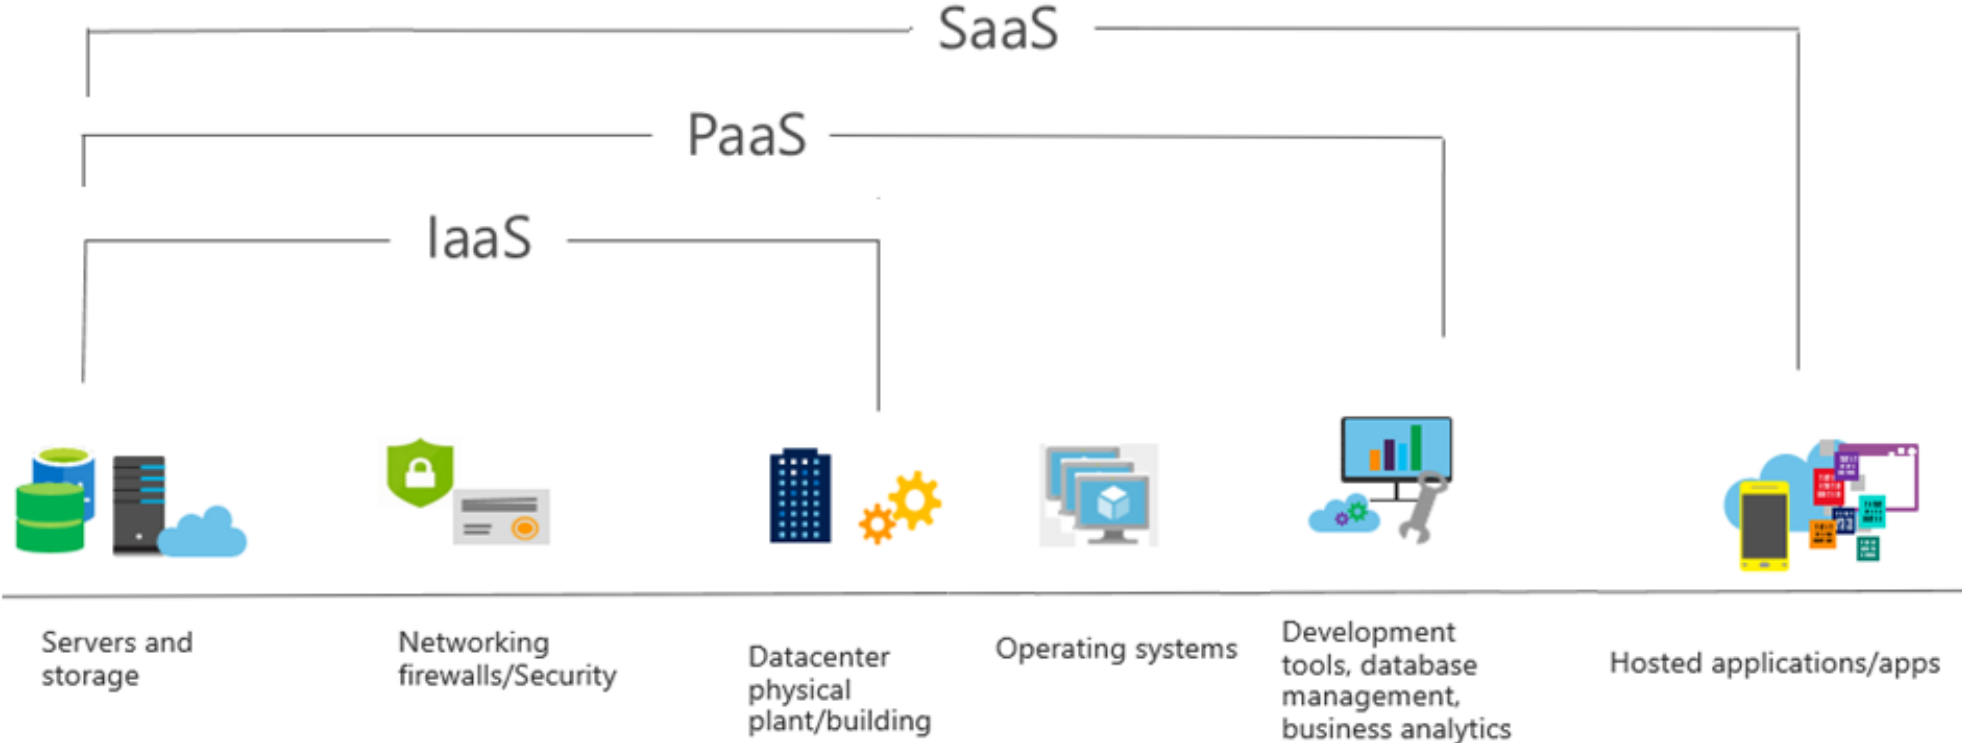 SaaS
PaaS
IaaS
Servers and
storage
Networking
firewalls/Security
Datacenter
physical
plant/building
Operating systems
Development
tools, database
management,
business analytics
Hosted applications/apps